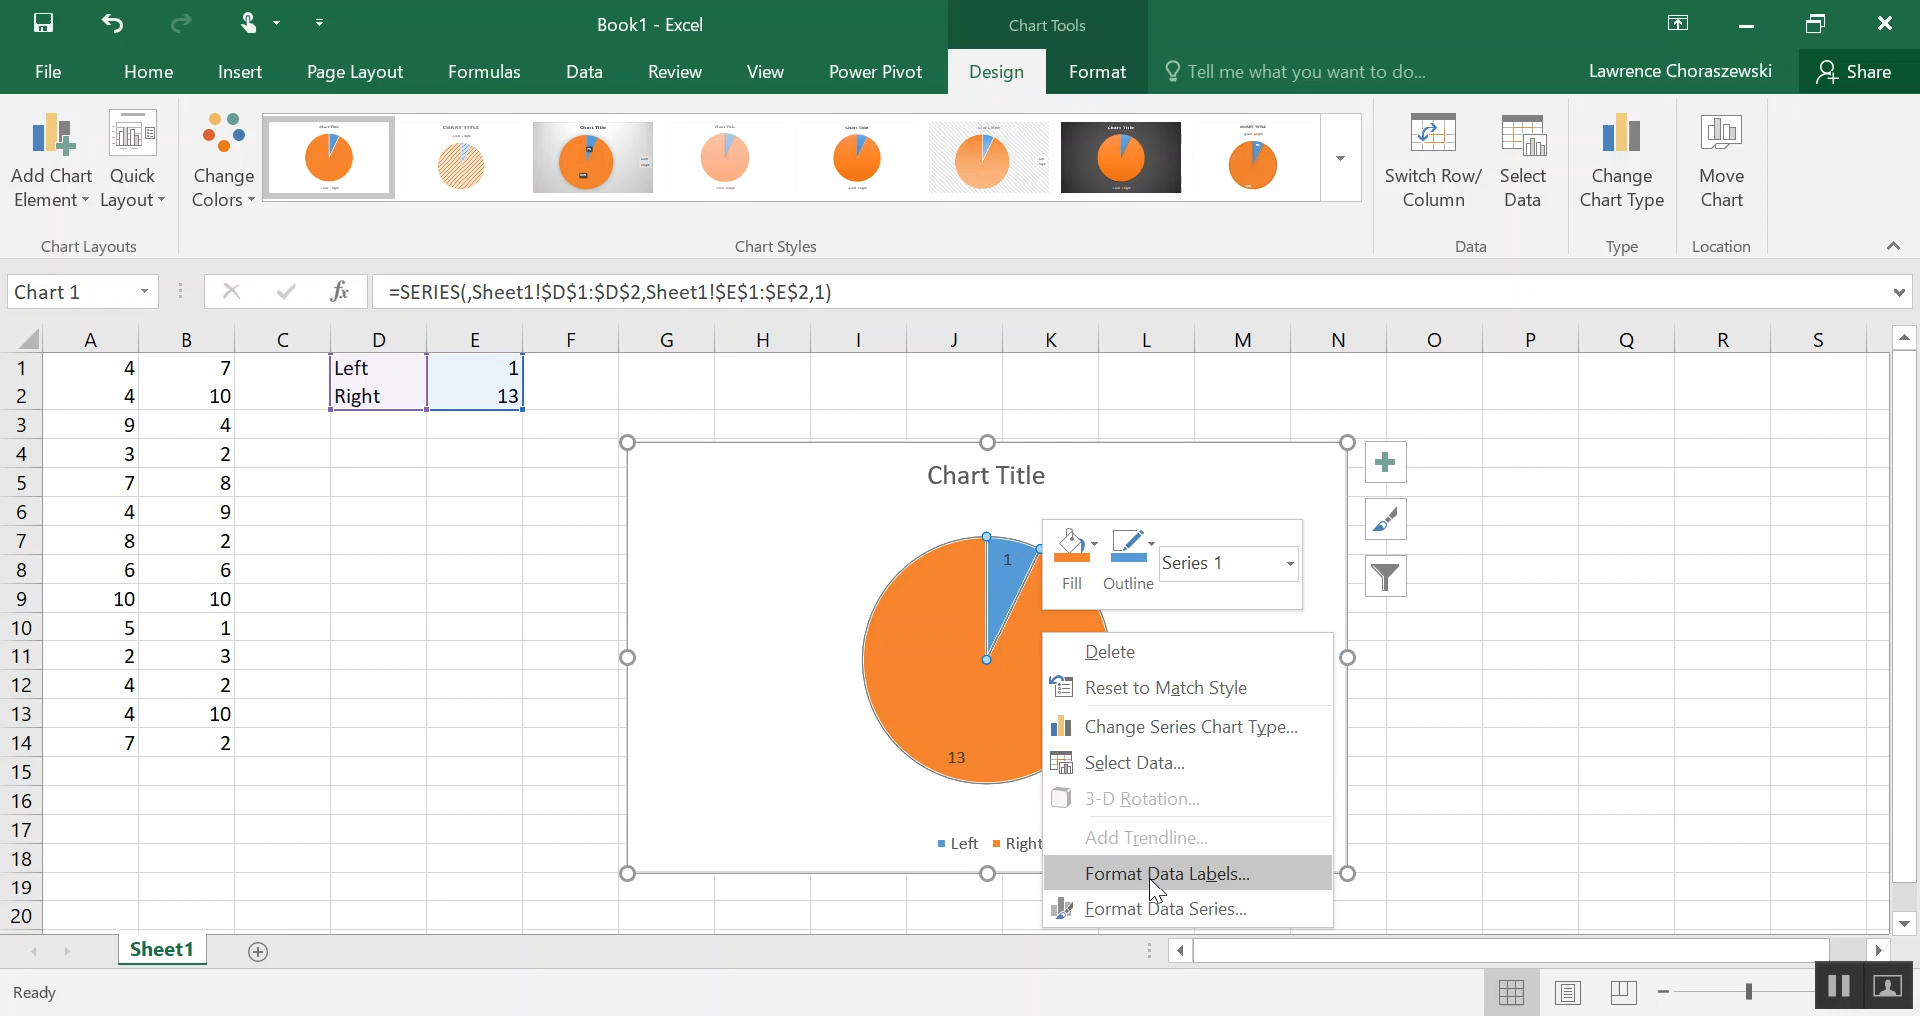 Book1 - Excel
Chart Tools
File Home Insert Page Layout Formulas Data Review View Power Pivot Design Format Tell me what you want to do... Lawrence Choraszewski Share
Add Chart Element
Quick Layout
Chart Layouts
Change Colors
Chart Styles
Switch Row/ Column
Select Data
Data
Change Chart Type
Type
Move Chart
Location
Chart 1
fx
=SERIES(,Sheet1!$D$1:$D$2,Sheet1!$E$1:$E$2,1)
A B C D E F G H I J K L M N O P Q R S
1 4 7 Left 1
2 4 10 Right 13
3 9 4
4 3 2
5 7 8
6 4 9
7 8 2
8 6 6
9 10 10
10 5 1
11 2 3
12 4 2
13 4 10
14 7 2
15
16
17
18
19
20
Chart Title
1
13
Left Right
Fill
Outline
Series 1
Delete
Reset to Match Style
Change Series Chart Type...
Select Data...
3-D Rotation...
Add Trendline...
Format Data Labels...
Format Data Series...
Sheet1
Ready